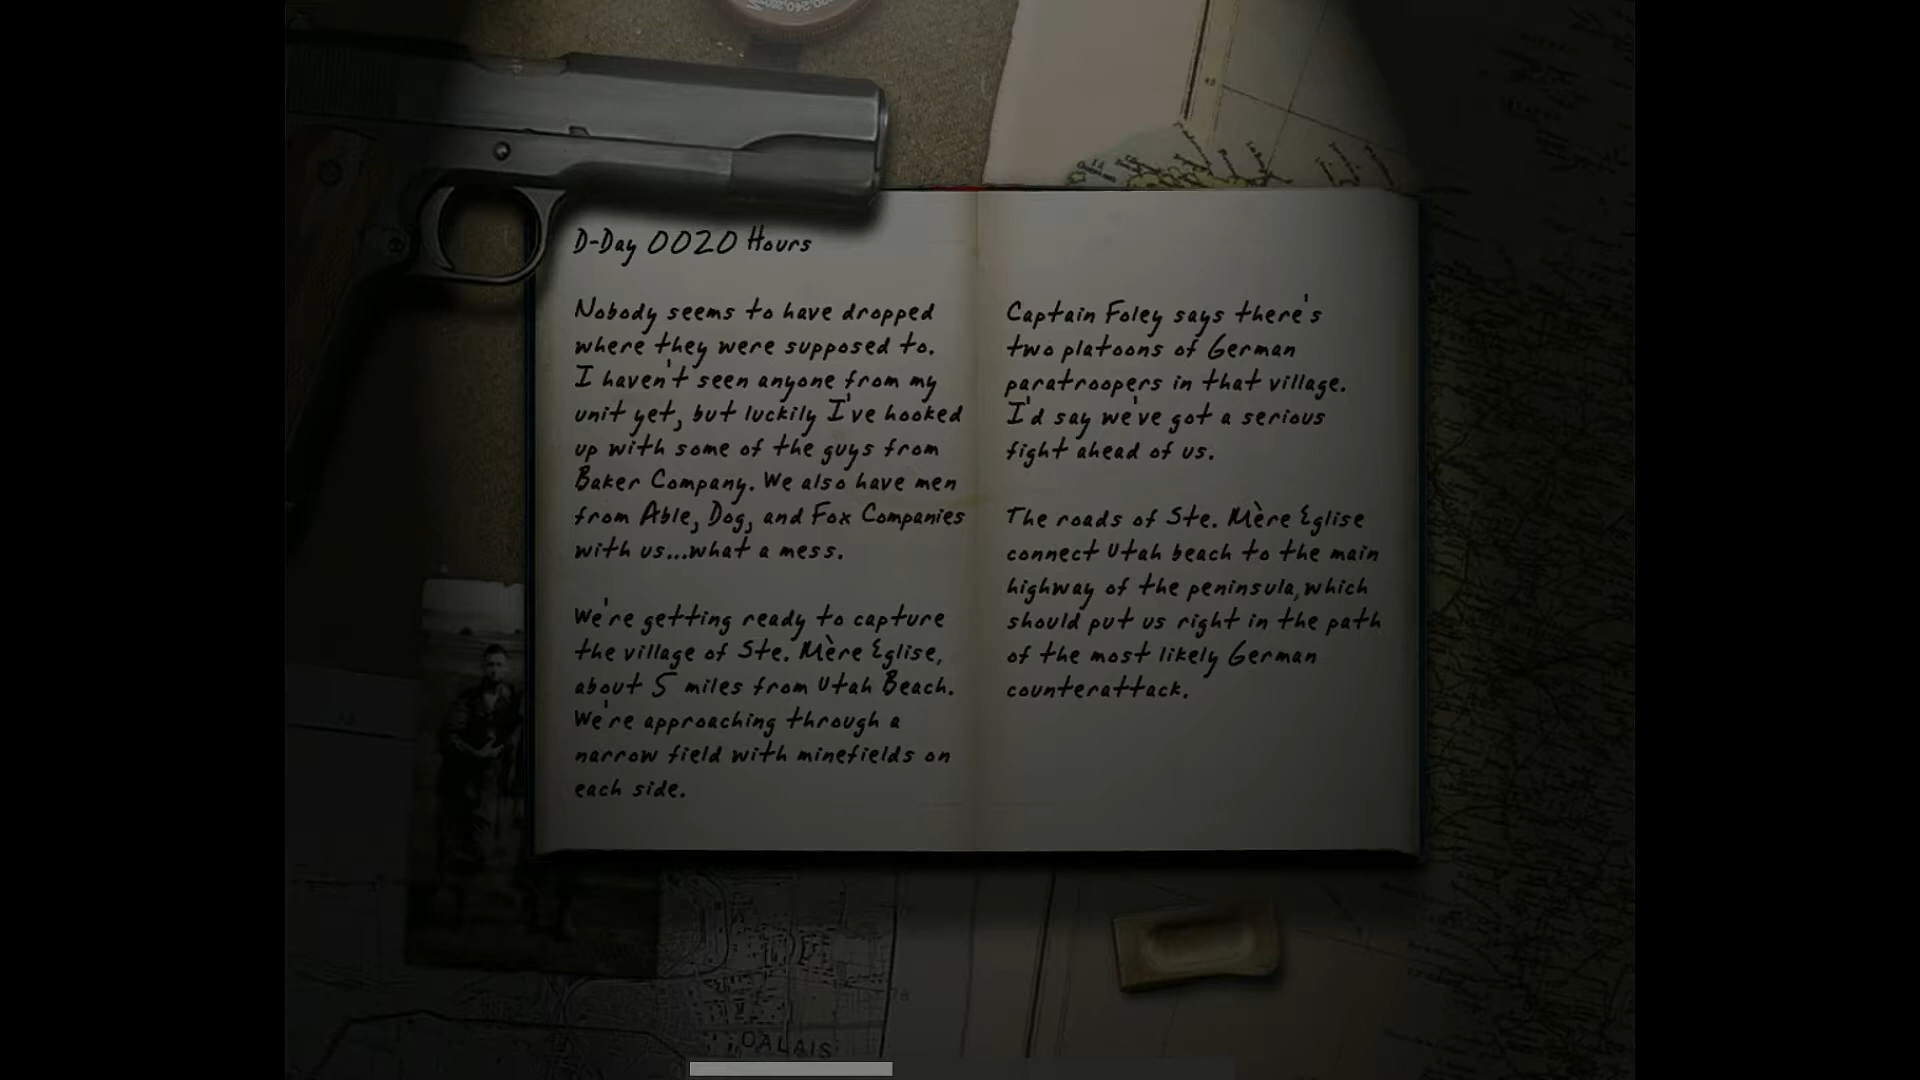 D-Day 0020 Hours
Nobody seems to have dropped
where they were supposed to.
I haven't seen anyone from my
unit yet, but luckily I've hooked
up with some of the guys from
Baker Company. We also have men
from Able, Dog, and Fox Companies
with us...what a mess.
We're getting ready to capture
the village of Ste. Mère Eglise,
about 5 miles from Utah Beach.
We're approaching through a
narrow field with minefields on
each side.
Captain Foley says there's
two platoons of German
paratroopers in that village.
I'd say we've got a serious
fight ahead of us.
The roads of Ste. Mère Eglise
connect Utah beach to the main
highway of the peninsula, which
should put us right in the path
of the most likely German
counterattack.
CALAIS